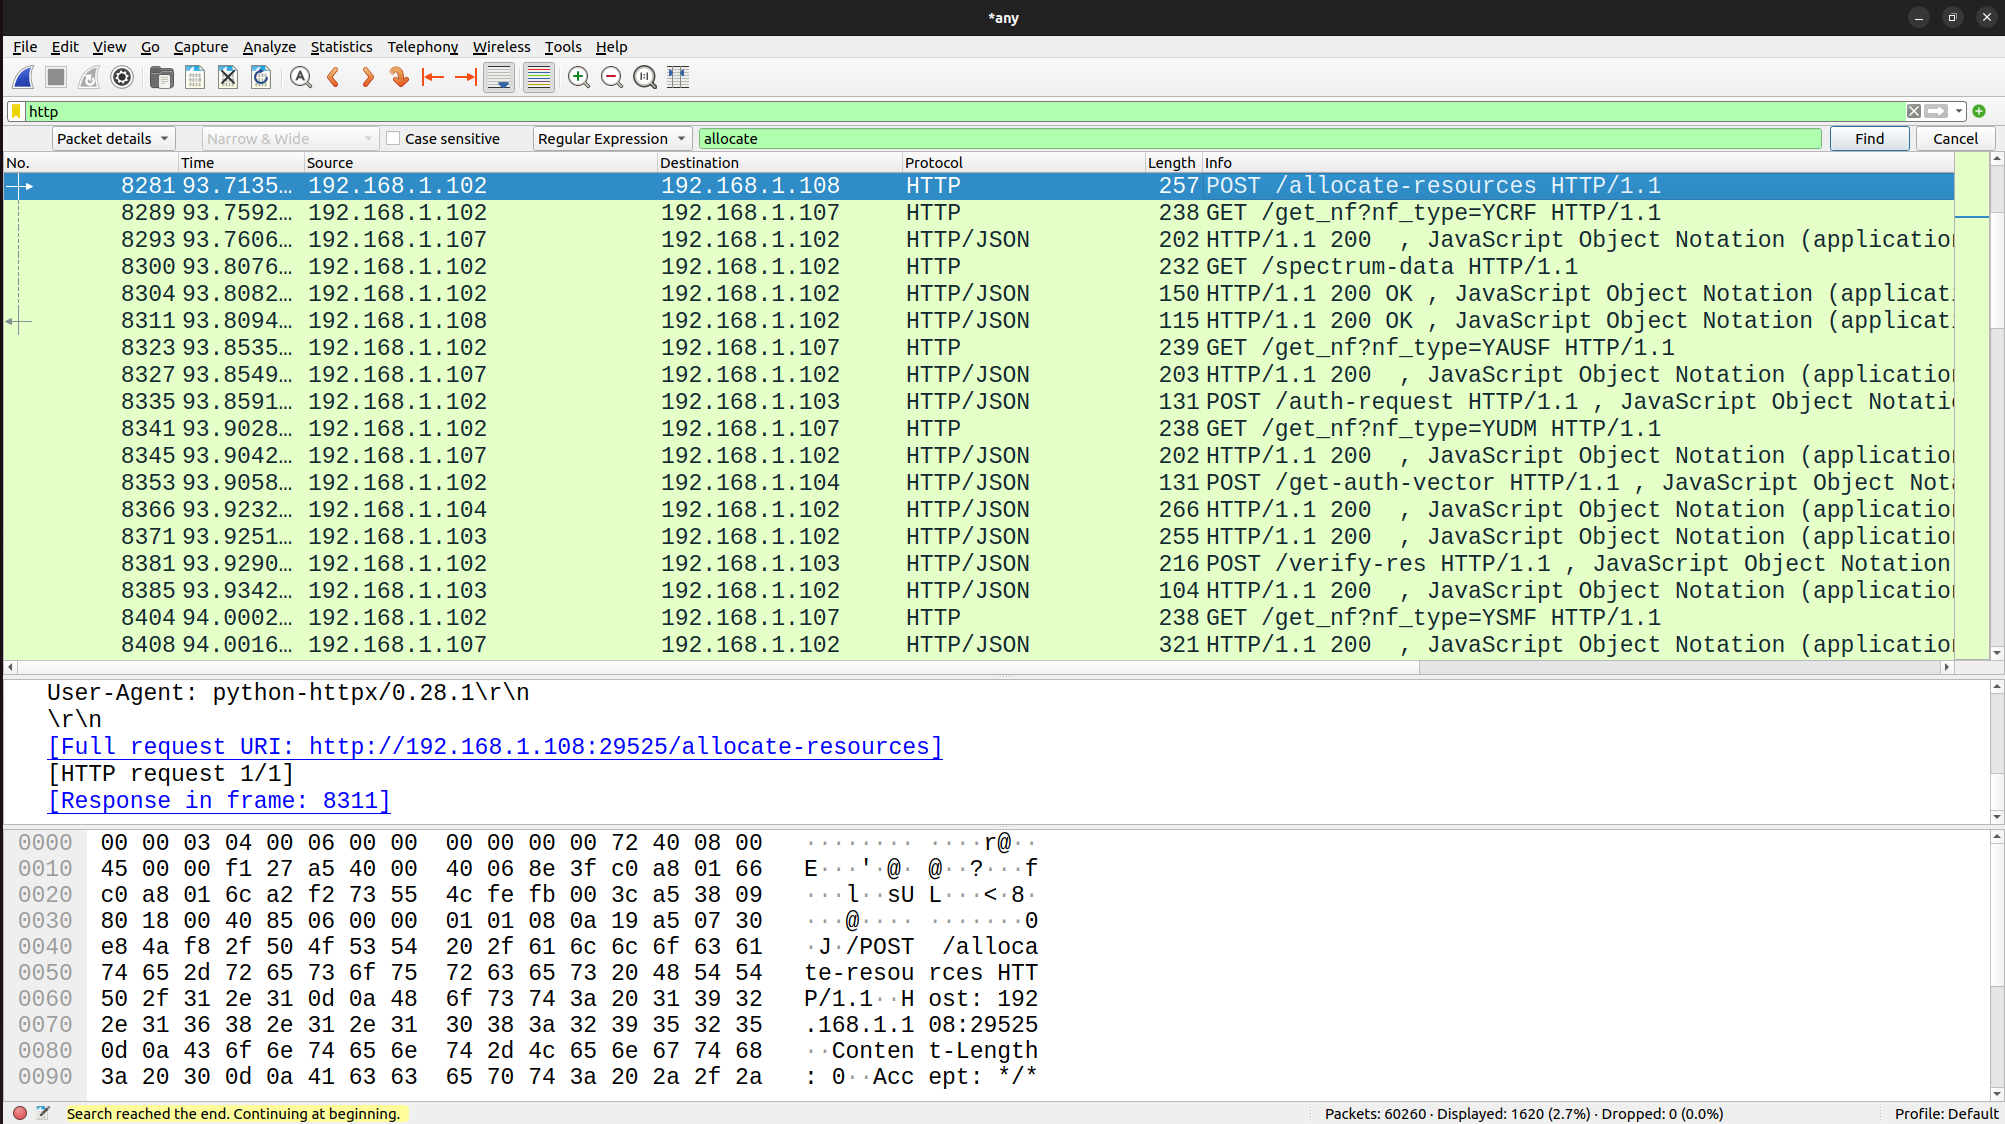 *any
File Edit View Go Capture Analyze Statistics Telephony Wireless Tools Help
http
Packet details Narrow & Wide Case sensitive Regular Expression allocate Find Cancel
No. Time Source Destination Protocol Length Info
8281 93.7135… 192.168.1.102 192.168.1.108 HTTP 257 POST /allocate-resources HTTP/1.1
8289 93.7592… 192.168.1.102 192.168.1.107 HTTP 238 GET /get_nf?nf_type=YCRF HTTP/1.1
8293 93.7606… 192.168.1.107 192.168.1.102 HTTP/JSON 202 HTTP/1.1 200 , JavaScript Object Notation (application
8300 93.8076… 192.168.1.102 192.168.1.102 HTTP 232 GET /spectrum-data HTTP/1.1
8304 93.8082… 192.168.1.102 192.168.1.102 HTTP/JSON 150 HTTP/1.1 200 OK , JavaScript Object Notation (applicat
8311 93.8094… 192.168.1.108 192.168.1.102 HTTP/JSON 115 HTTP/1.1 200 OK , JavaScript Object Notation (applicat
8323 93.8535… 192.168.1.102 192.168.1.107 HTTP 239 GET /get_nf?nf_type=YAUSF HTTP/1.1
8327 93.8549… 192.168.1.107 192.168.1.102 HTTP/JSON 203 HTTP/1.1 200 , JavaScript Object Notation (application
8335 93.8591… 192.168.1.102 192.168.1.103 HTTP/JSON 131 POST /auth-request HTTP/1.1 , JavaScript Object Notati
8341 93.9028… 192.168.1.102 192.168.1.107 HTTP 238 GET /get_nf?nf_type=YUDM HTTP/1.1
8345 93.9042… 192.168.1.107 192.168.1.102 HTTP/JSON 202 HTTP/1.1 200 , JavaScript Object Notation (application
8353 93.9058… 192.168.1.102 192.168.1.104 HTTP/JSON 131 POST /get-auth-vector HTTP/1.1 , JavaScript Object Nota
8366 93.9232… 192.168.1.104 192.168.1.102 HTTP/JSON 266 HTTP/1.1 200 , JavaScript Object Notation (application
8371 93.9251… 192.168.1.103 192.168.1.102 HTTP/JSON 255 HTTP/1.1 200 , JavaScript Object Notation (application
8381 93.9290… 192.168.1.102 192.168.1.103 HTTP/JSON 216 POST /verify-res HTTP/1.1 , JavaScript Object Notation
8385 93.9342… 192.168.1.103 192.168.1.102 HTTP/JSON 104 HTTP/1.1 200 , JavaScript Object Notation (application
8404 94.0002… 192.168.1.102 192.168.1.107 HTTP 238 GET /get_nf?nf_type=YSMF HTTP/1.1
8408 94.0016… 192.168.1.107 192.168.1.102 HTTP/JSON 321 HTTP/1.1 200 , JavaScript Object Notation (application
User-Agent: python-httpx/0.28.1\r\n
\r\n
[Full request URI: http://192.168.1.108:29525/allocate-resources]
[HTTP request 1/1]
[Response in frame: 8311]
0000 00 00 03 04 00 06 00 00 00 00 00 00 72 40 08 00 ········ ····r@··
0010 45 00 00 f1 27 a5 40 00 40 06 8e 3f c0 a8 01 66 E···'·@· @··?···f
0020 c0 a8 01 6c a2 f2 73 55 4c fe fb 00 3c a5 38 09 ···l··sU L···<·8·
0030 80 18 00 40 85 06 00 00 01 01 08 0a 19 a5 07 30 ···@···· ·······0
0040 e8 4a f8 2f 50 4f 53 54 20 2f 61 6c 6c 6f 63 61 ·J·/POST /alloca
0050 74 65 2d 72 65 73 6f 75 72 63 65 73 20 48 54 54 te-resou rces HTT
0060 50 2f 31 2e 31 0d 0a 48 6f 73 74 3a 20 31 39 32 P/1.1··H ost: 192
0070 2e 31 36 38 2e 31 2e 31 30 38 3a 32 39 35 32 35 .168.1.1 08:29525
0080 0d 0a 43 6f 6e 74 65 6e 74 2d 4c 65 6e 67 74 68 ··Conten t-Length
0090 3a 20 30 0d 0a 41 63 63 65 70 74 3a 20 2a 2f 2a : 0··Acc ept: */*
Search reached the end. Continuing at beginning. Packets: 60260 · Displayed: 1620 (2.7%) · Dropped: 0 (0.0%) Profile: Default